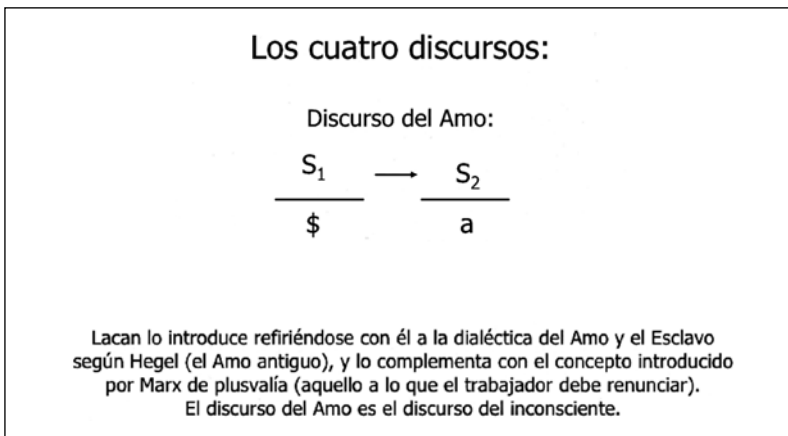 Los cuatro discursos:
Discurso del Amo:
S₁ → S₂
$ a
Lacan lo introduce refiriéndose con él a la dialéctica del Amo y el Esclavo
según Hegel (el Amo antiguo), y lo complementa con el concepto introducido
por Marx de plusvalía (aquello a lo que el trabajador debe renunciar).
El discurso del Amo es el discurso del inconsciente.